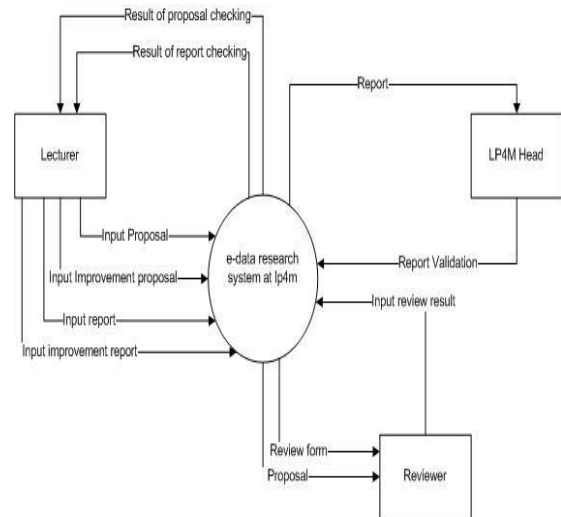 Result of proposal checking
Result of report checking
Report
Lecturer
LP4M Head
Input Proposal
e-data research
system at lp4m
Report Validation
Input Improvement proposal
Input review result
Input report
Input improvement report
Review form
Proposal
Reviewer